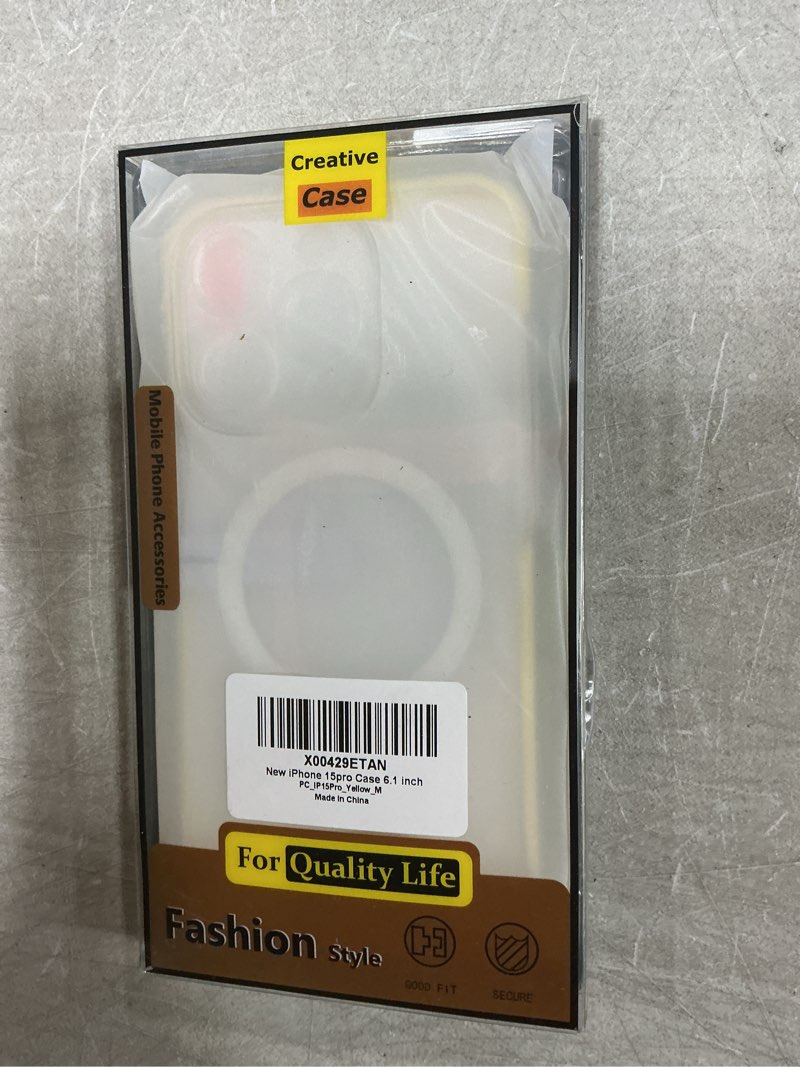 Creative
Case
Mobile Phone Accessories
X00429ETAN
New iPhone 15pro Case 6.1 inch
PC_IP15Pro_Yellow_M
Made in China
For Quality Life
Fashion Style
GOOD FIT
SECURE